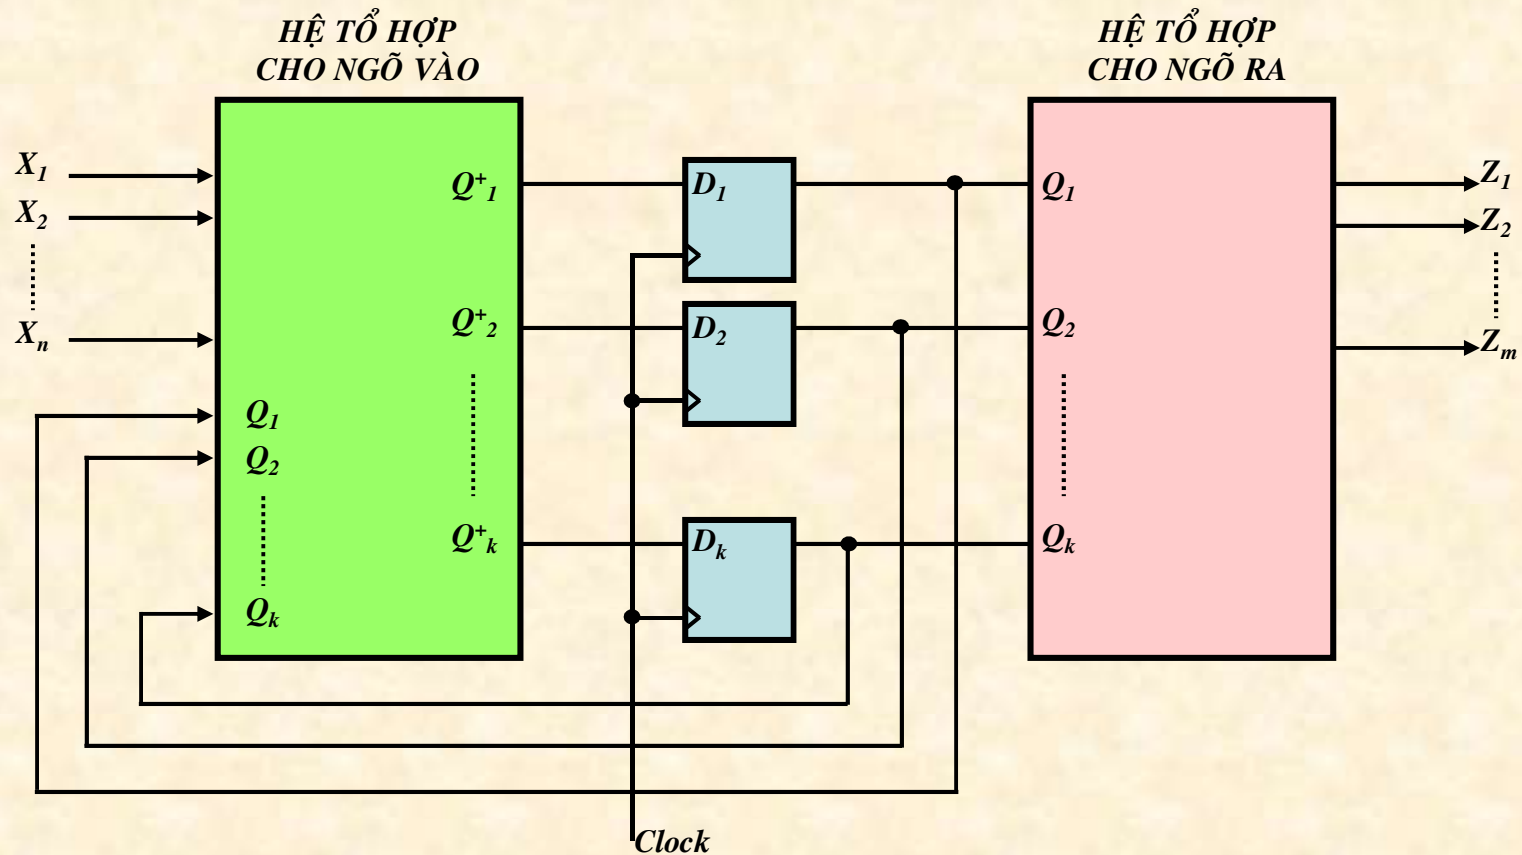 HỆ TỔ HỢP
CHO NGÕ VÀO
HỆ TỔ HỢP
CHO NGÕ RA
X1
X2
Xn
Q1
Q2
Qk
Q+1
Q+2
Q+k
D1
D2
Dk
Q1
Q2
Qk
Z1
Z2
Zm
Clock